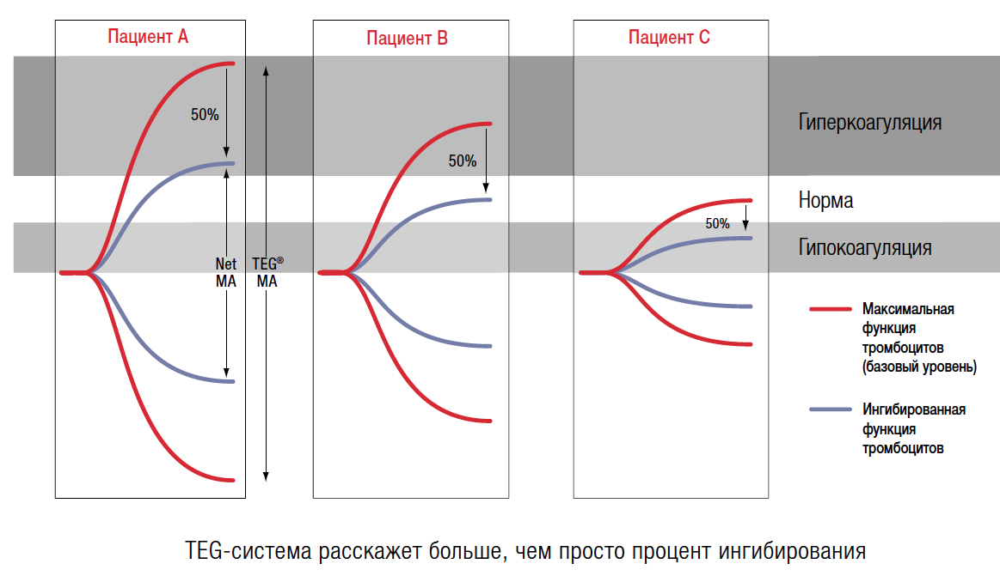 Пациент А
Пациент В
Пациент С
50%
50%
50%
Гиперкоагуляция
Норма
Гипокоагуляция
Net
MA
TEG®
MA
Максимальная
функция
тромбоцитов
(базовый уровень)
Ингибированная
функция
тромбоцитов
TEG-система расскажет больше, чем просто процент ингибирования